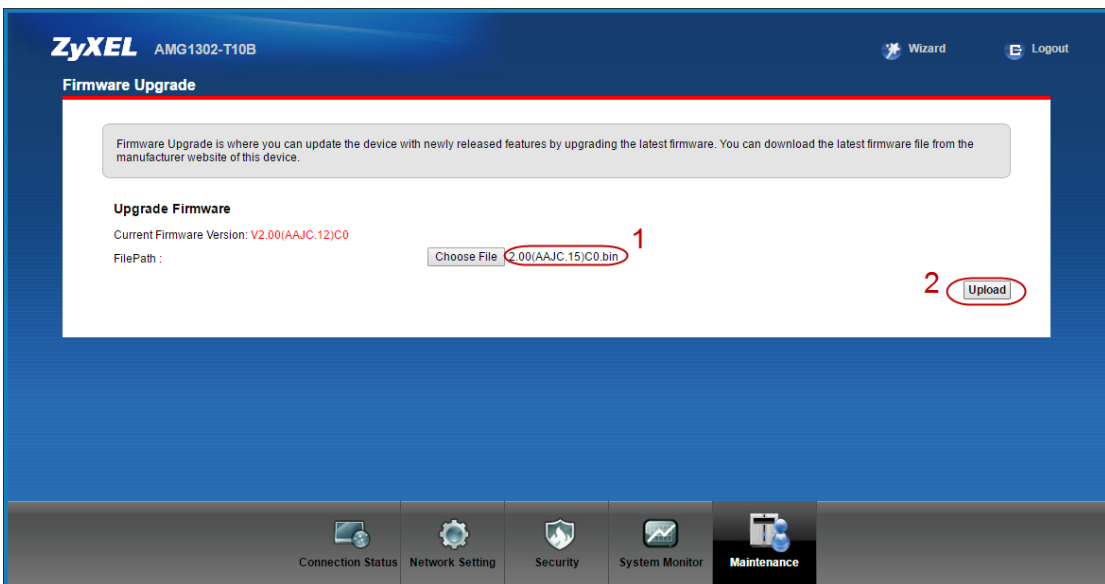 ZyXEL AMG1302-T10B
Wizard
Logout
Firmware Upgrade
Firmware Upgrade is where you can update the device with newly released features by upgrading the latest firmware. You can download the latest firmware file from the
manufacturer website of this device.
Upgrade Firmware
Current Firmware Version: V2.00(AAJC.12)C0
1
FilePath :
Choose File 2.00(AAJC.15)C0.bin
2
Upload
Connection Status
Network Setting
Security
System Monitor
Maintenance